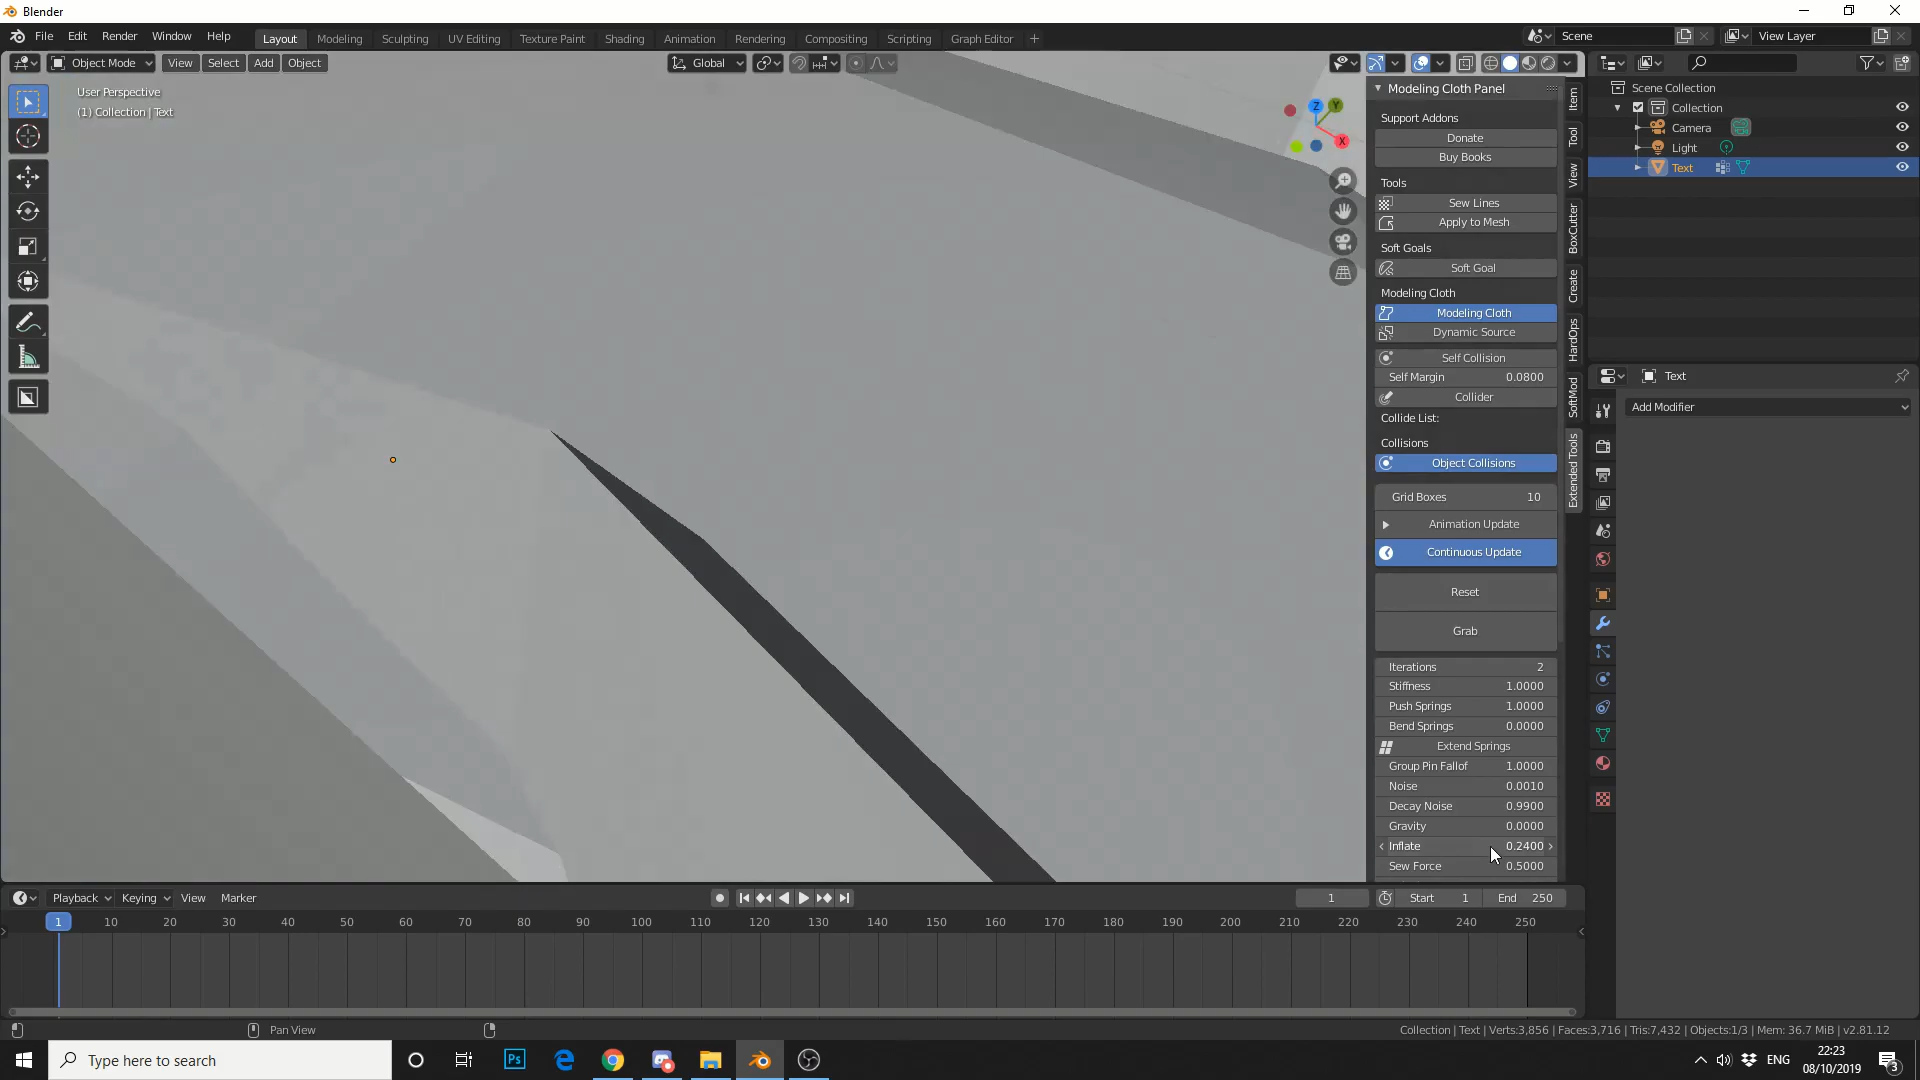 Blender
File Edit Render Window Help
Layout Modeling Sculpting UV Editing Texture Paint Shading Animation Rendering Compositing Scripting Graph Editor +
Scene View Layer
Object Mode View Select Add Object Global
User Perspective
(1) Collection | Text
Z Y X
Modeling Cloth Panel
Support Addons
Donate
Buy Books
Tools
Sew Lines
Apply to Mesh
Soft Goals
Soft Goal
Modeling Cloth
Modeling Cloth
Dynamic Source
Self Collision
Self Margin 0.0800
Collider
Collide List:
Collisions
Object Collisions
Grid Boxes 10
Animation Update
Continuous Update
Reset
Grab
Iterations 2
Stiffness 1.0000
Push Springs 1.0000
Bend Springs 0.0000
Extend Springs
Group Pin Fallof 1.0000
Noise 0.0010
Decay Noise 0.9900
Gravity 0.0000
Inflate 0.2400
Sew Force 0.5000
Item
Tool
View
BoxCutter
Create
HardOps
SoftMod
Extended Tools
Scene Collection
Collection
Camera
Light
Text
Text
Add Modifier
Playback Keying View Marker 1 Start 1 End 250
1 10 20 30 40 50 60 70 80 90 100 110 120 130 140 150 160 170 180 190 200 210 220 230 240 250
Pan View
Collection | Text | Verts:3,856 | Faces:3,716 | Tris:7,432 | Objects:1/3 | Mem: 36.7 MiB | v2.81.12
Type here to search
Ps
ENG
22:23
08/10/2019
3